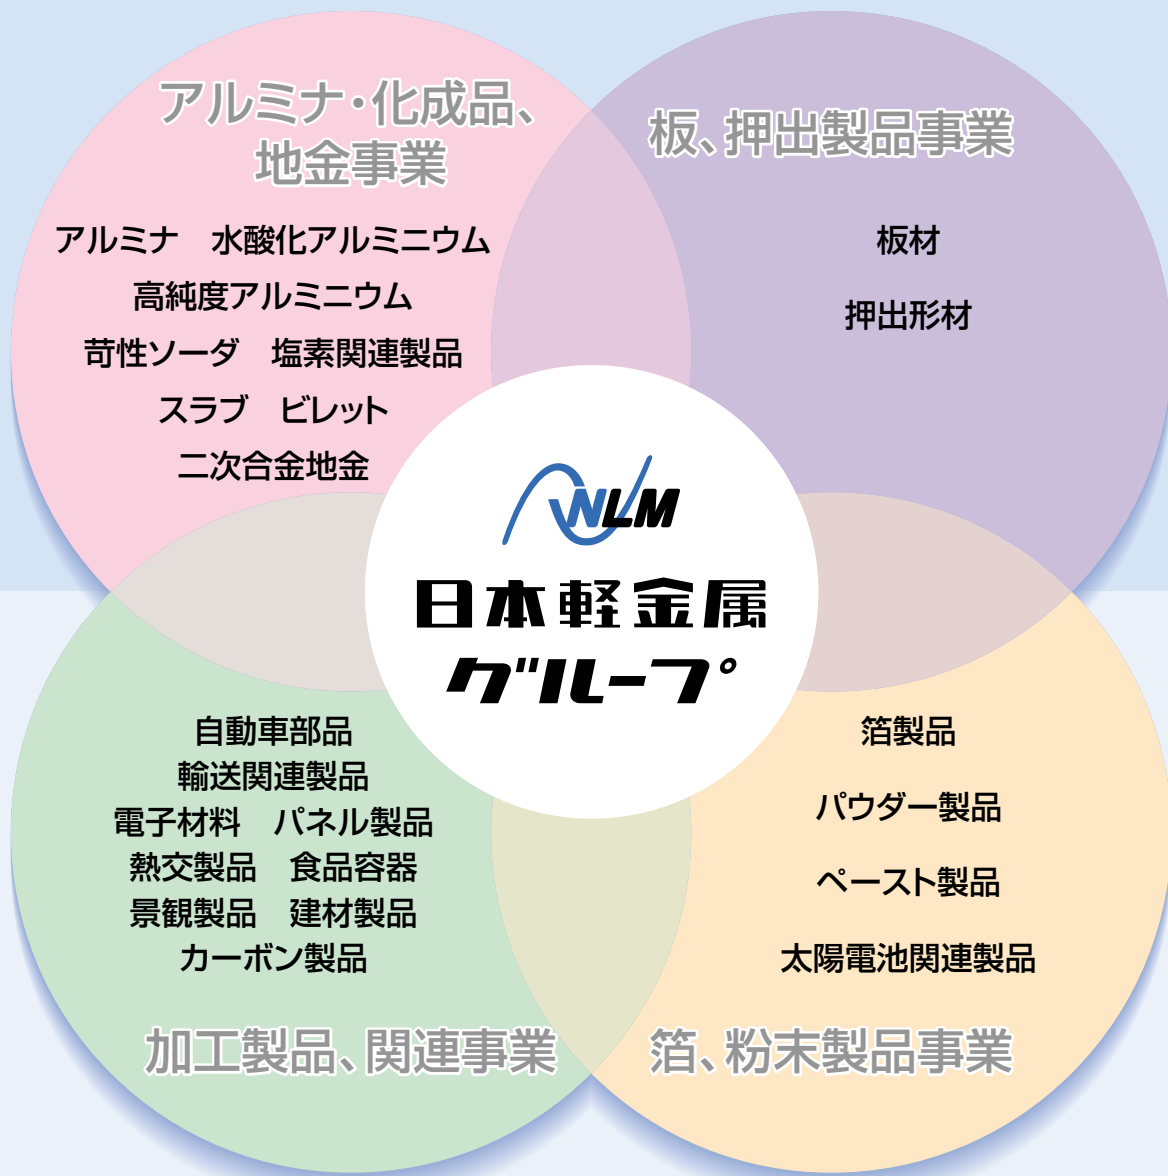 アルミナ・化成品、
地金事業
アルミナ　水酸化アルミニウム
高純度アルミニウム
苛性ソーダ　塩素関連製品
スラブ　ビレット
二次合金地金
板、押出製品事業
板材
押出形材
NLM
日本軽金属
グループ
自動車部品
輸送関連製品
電子材料　パネル製品
熱交製品　食品容器
景観製品　建材製品
カーボン製品
加工製品、関連事業
箔製品
パウダー製品
ペースト製品
太陽電池関連製品
箔、粉末製品事業